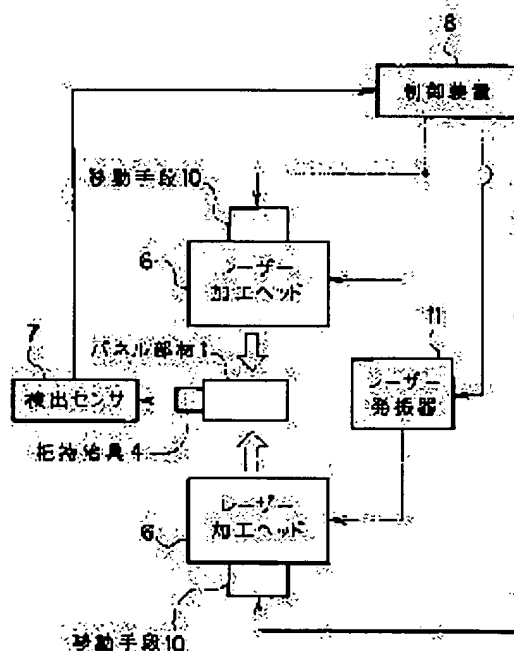 8
制御装置
移動手段10
6
レーザー
加工ヘッド
パネル部材1
7
検出センサ
11
レーザー
発振器
把持治具4
6
レーザー
加工ヘッド
移動手段10